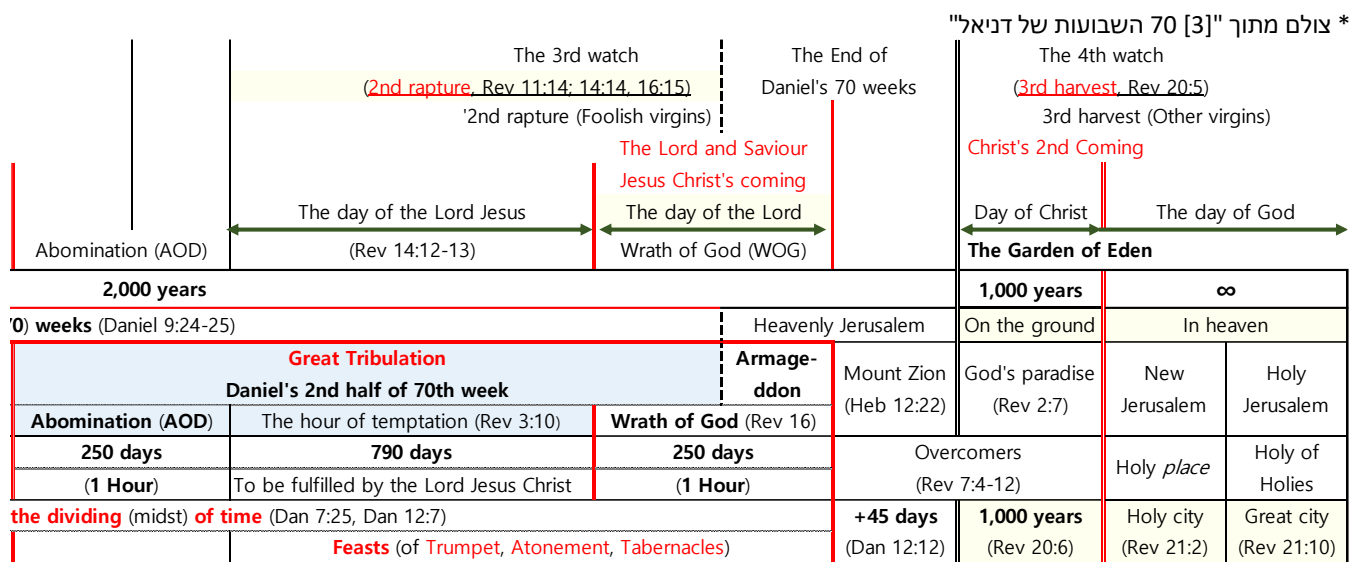 * צולם מתוך "[3] 70 השבועות של דניאל"
The 3rd watch
The End of
The 4th watch
(2nd rapture, Rev 11:14; 14:14, 16:15)
Daniel's 70 weeks
(3rd harvest, Rev 20:5)
'2nd rapture (Foolish virgins)
3rd harvest (Other virgins)
The Lord and Saviour
Christ's 2nd Coming
Jesus Christ's coming
The day of the Lord Jesus
The day of the Lord
Day of Christ
The day of God
Abomination (AOD)
(Rev 14:12-13)
Wrath of God (WOG)
The Garden of Eden
2,000 years
1,000 years
∞
0) weeks (Daniel 9:24-25)
Heavenly Jerusalem
On the ground
In heaven
Great Tribulation
Daniel's 2nd half of 70th week
Armage-
ddon
Mount Zion
(Heb 12:22)
God's paradise
(Rev 2:7)
New
Jerusalem
Holy
Jerusalem
Abomination (AOD)
The hour of temptation (Rev 3:10)
Wrath of God (Rev 16)
250 days
790 days
250 days
Overcomers
(Rev 7:4-12)
Holy place
Holy of
Holies
(1 Hour)
To be fulfilled by the Lord Jesus Christ
(1 Hour)
the dividing (midst) of time (Dan 7:25, Dan 12:7)
+45 days
(Dan 12:12)
1,000 years
(Rev 20:6)
Holy city
(Rev 21:2)
Great city
(Rev 21:10)
Feasts (of Trumpet, Atonement, Tabernacles)